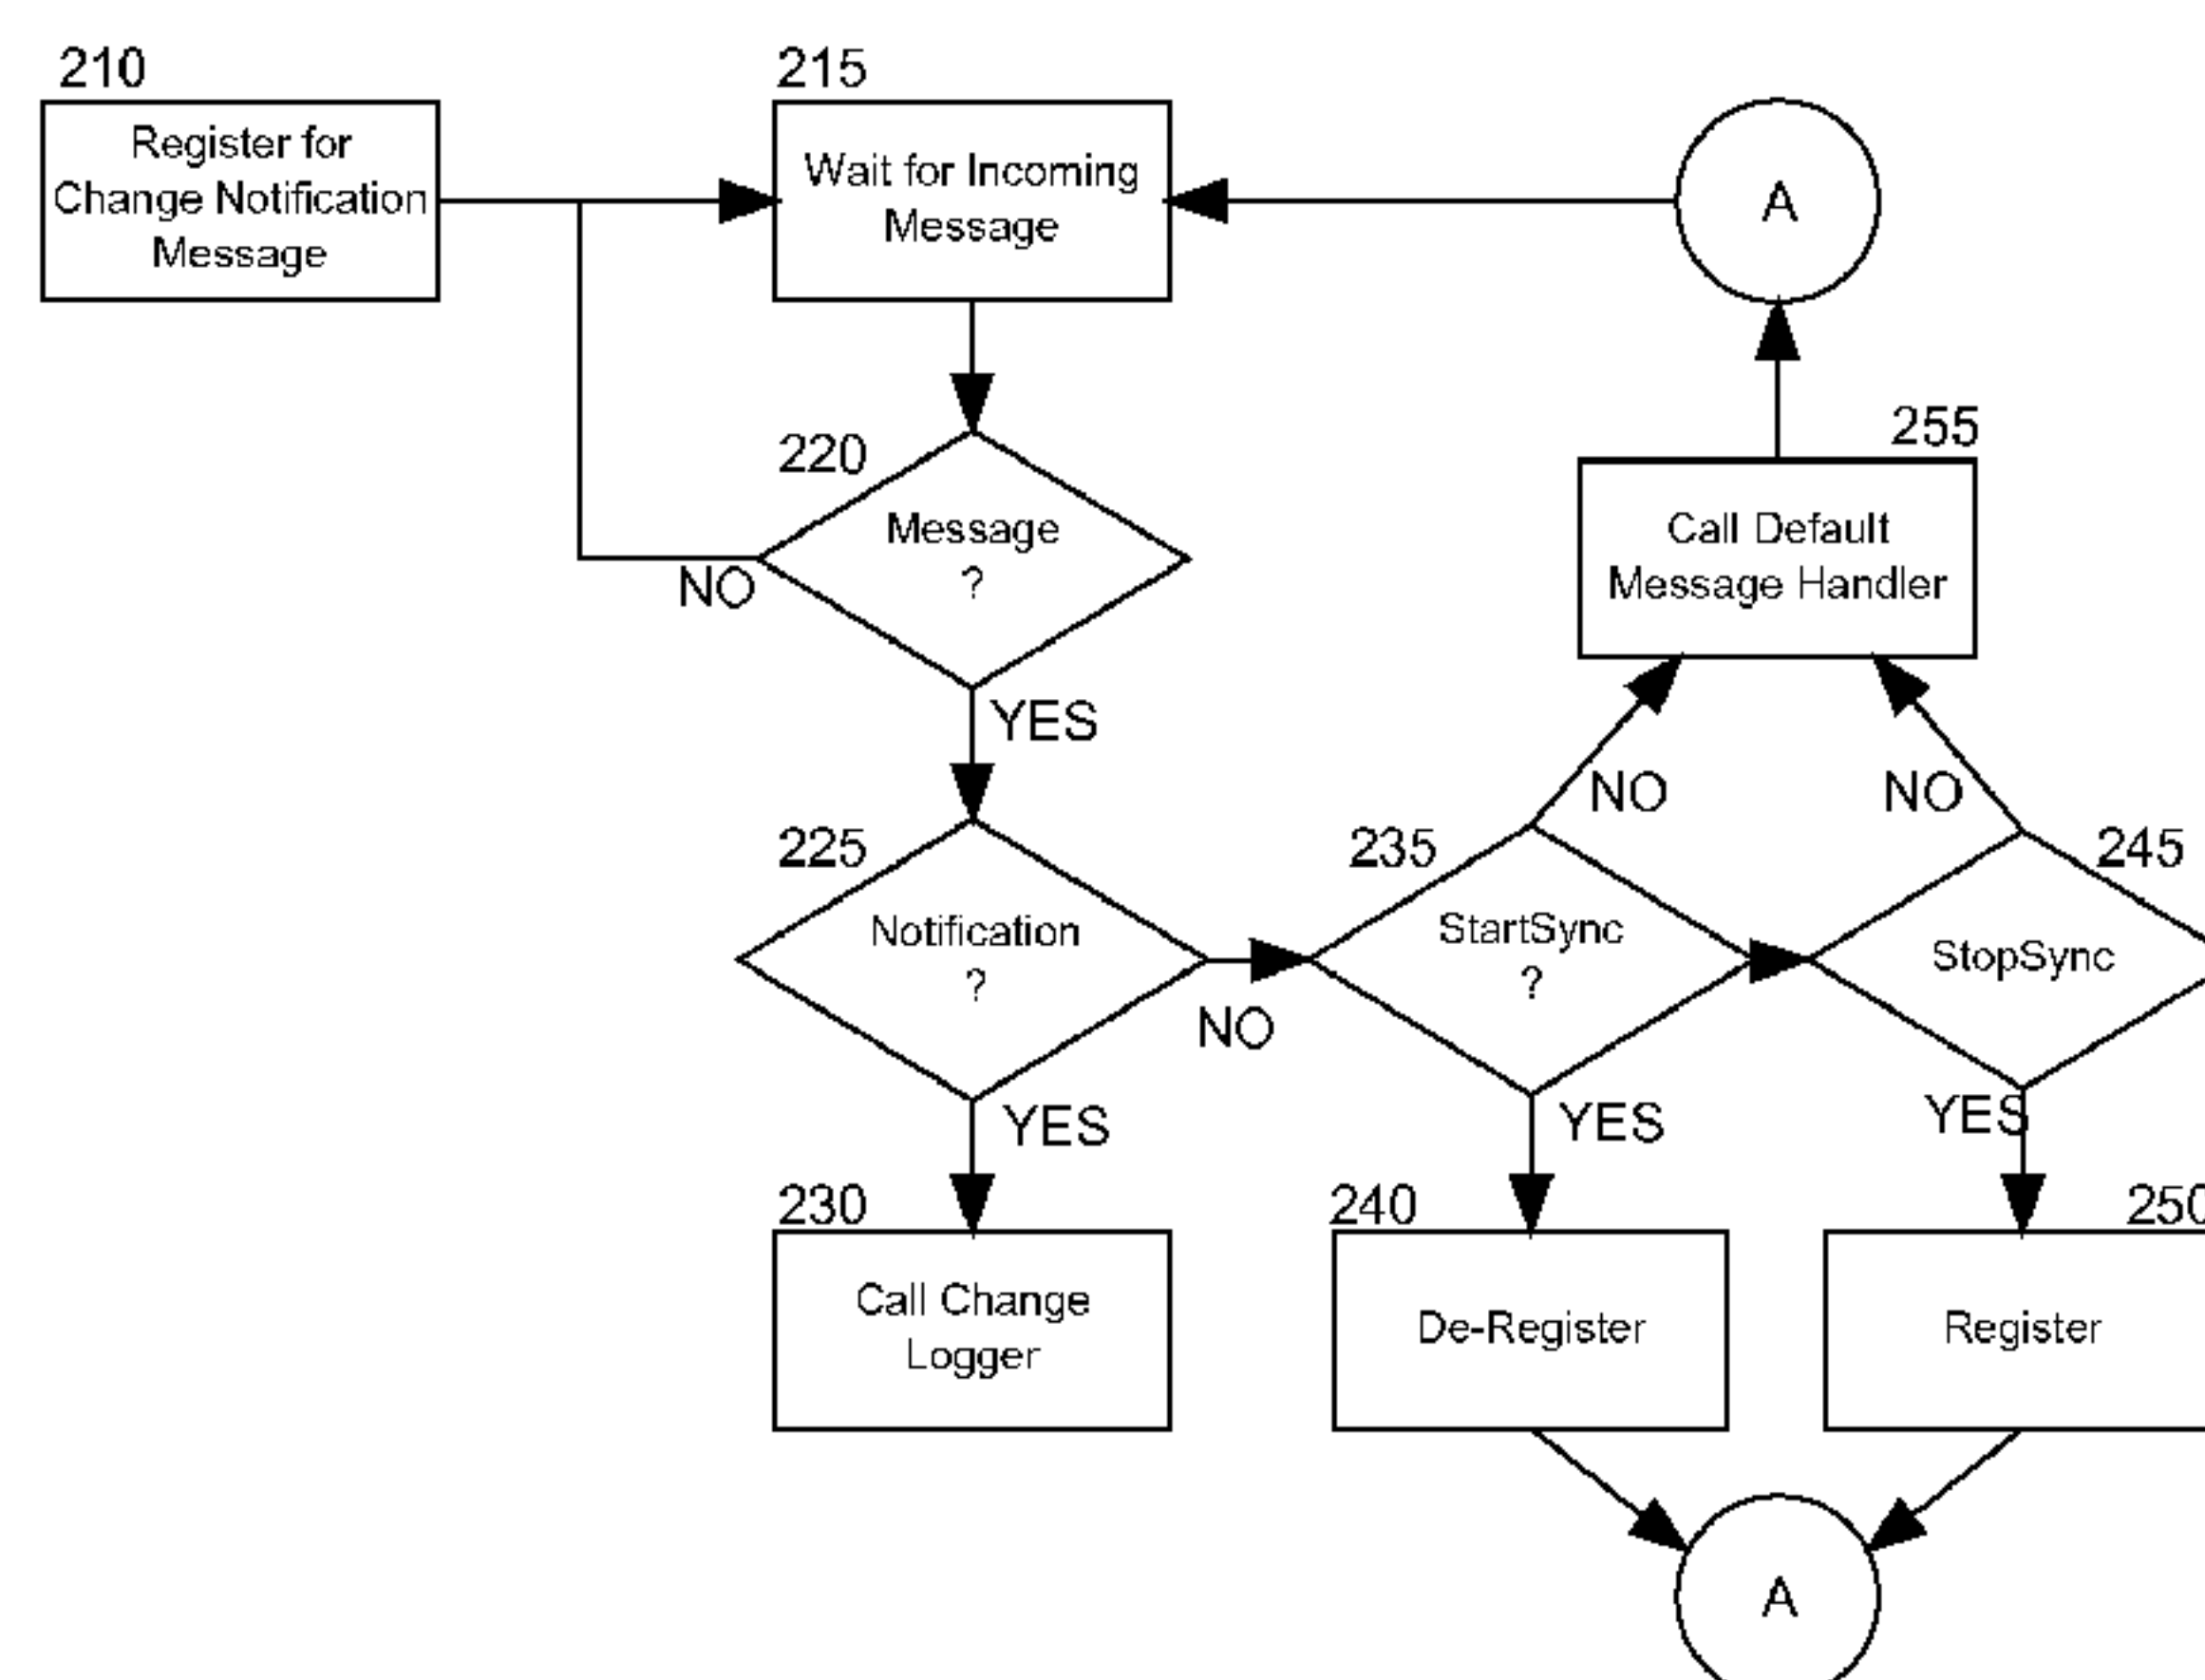 210
Register for
Change Notification
Message
215
Wait for Incoming
Message
A
220
Message
?
NO
YES
255
Call Default
Message Handler
NO
NO
225
Notification
?
NO
YES
235
StartSync
?
YES
245
StopSync
YES
230
Call Change
Logger
240
De-Register
250
Register
A